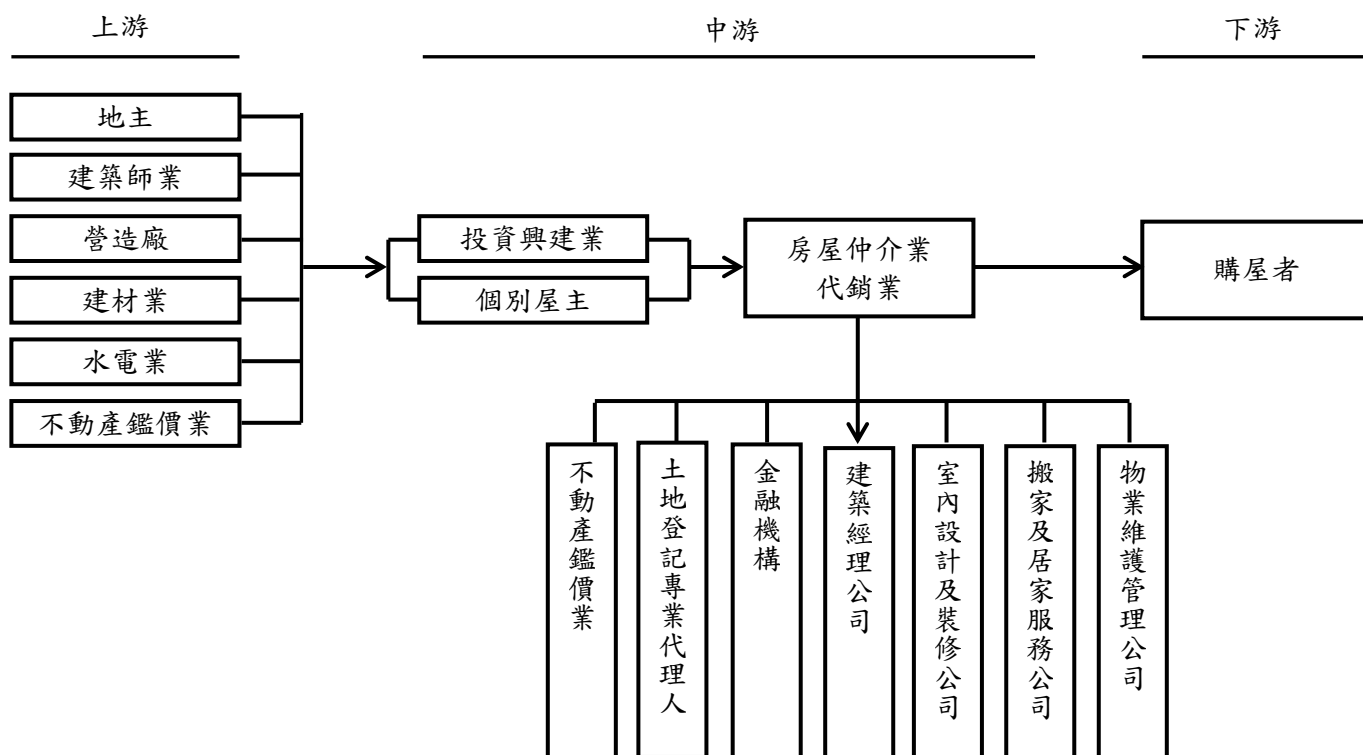 上游
中游
下游
地主
建築師業
營造廠
建材業
水電業
不動產鑑價業
投資興建業
個別屋主
房屋仲介業
代銷業
購屋者
不動產鑑價業
土地登記專業代理人
金融機構
建築經理公司
室內設計及裝修公司
搬家及居家服務公司
物業維護管理公司